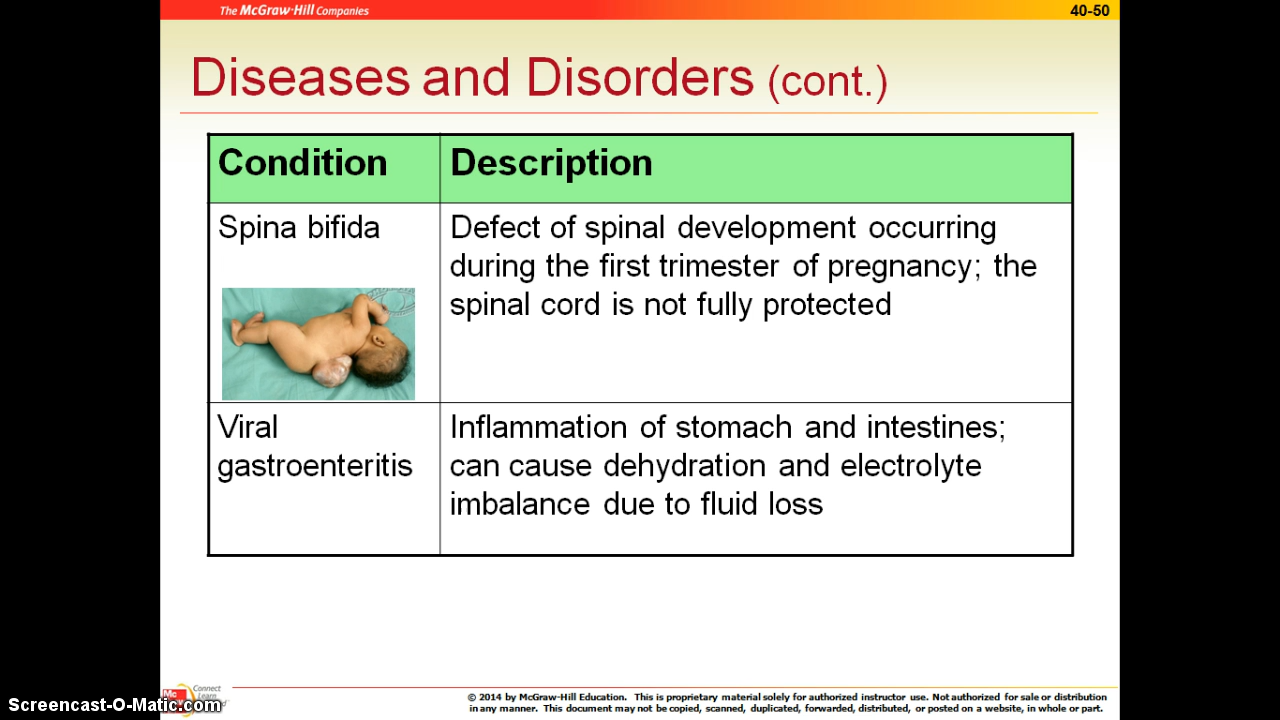 The McGraw-Hill Companies
40-50
Diseases and Disorders (cont.)
Condition
Description
Spina bifida
Defect of spinal development occurring
during the first trimester of pregnancy; the
spinal cord is not fully protected
Viral
gastroenteritis
Inflammation of stomach and intestines;
can cause dehydration and electrolyte
imbalance due to fluid loss
Mc
Connect
Learn
Screencast-O-Matic.com
© 2014 by McGraw-Hill Education. This is proprietary material solely for authorized instructor use. Not authorized for sale or distribution
in any manner. This document may not be copied, scanned, duplicated, forwarded, distributed, or posted on a website, in whole or part.